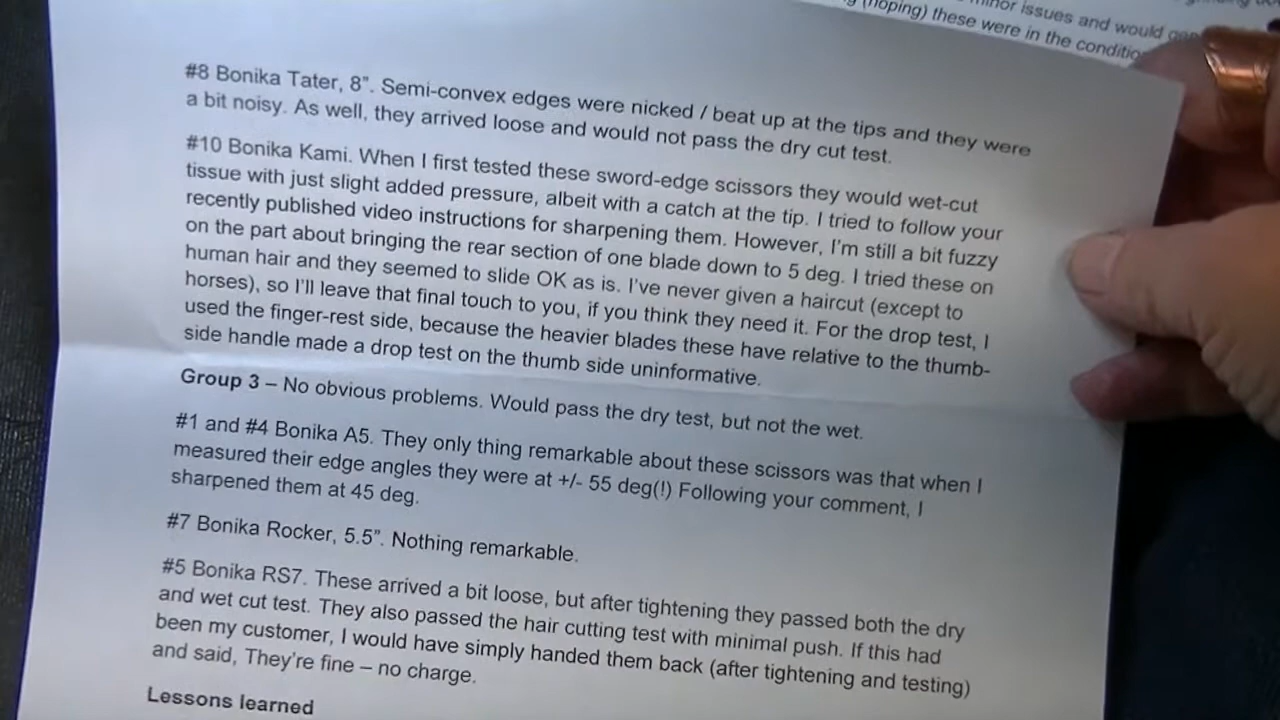 minor issues and would
(hoping) these were in the condition
#8 Bonika Tater, 8”. Semi-convex edges were nicked / beat up at the tips and they were
a bit noisy. As well, they arrived loose and would not pass the dry cut test.
#10 Bonika Kami. When I first tested these sword-edge scissors they would wet-cut
tissue with just slight added pressure, albeit with a catch at the tip. I tried to follow your
recently published video instructions for sharpening them. However, I’m still a bit fuzzy
on the part about bringing the rear section of one blade down to 5 deg. I tried these on
human hair and they seemed to slide OK as is. I’ve never given a haircut (except to
horses), so I’ll leave that final touch to you, if you think they need it. For the drop test, I
used the finger-rest side, because the heavier blades these have relative to the thumb-
side handle made a drop test on the thumb side uninformative.
Group 3 – No obvious problems. Would pass the dry test, but not the wet.
#1 and #4 Bonika A5. They only thing remarkable about these scissors was that when I
measured their edge angles they were at +/- 55 deg(!) Following your comment, I
sharpened them at 45 deg.
#7 Bonika Rocker, 5.5”. Nothing remarkable.
#5 Bonika RS7. These arrived a bit loose, but after tightening they passed both the dry
and wet cut test. They also passed the hair cutting test with minimal push. If this had
been my customer, I would have simply handed them back (after tightening and testing)
and said, They’re fine – no charge.
Lessons learned